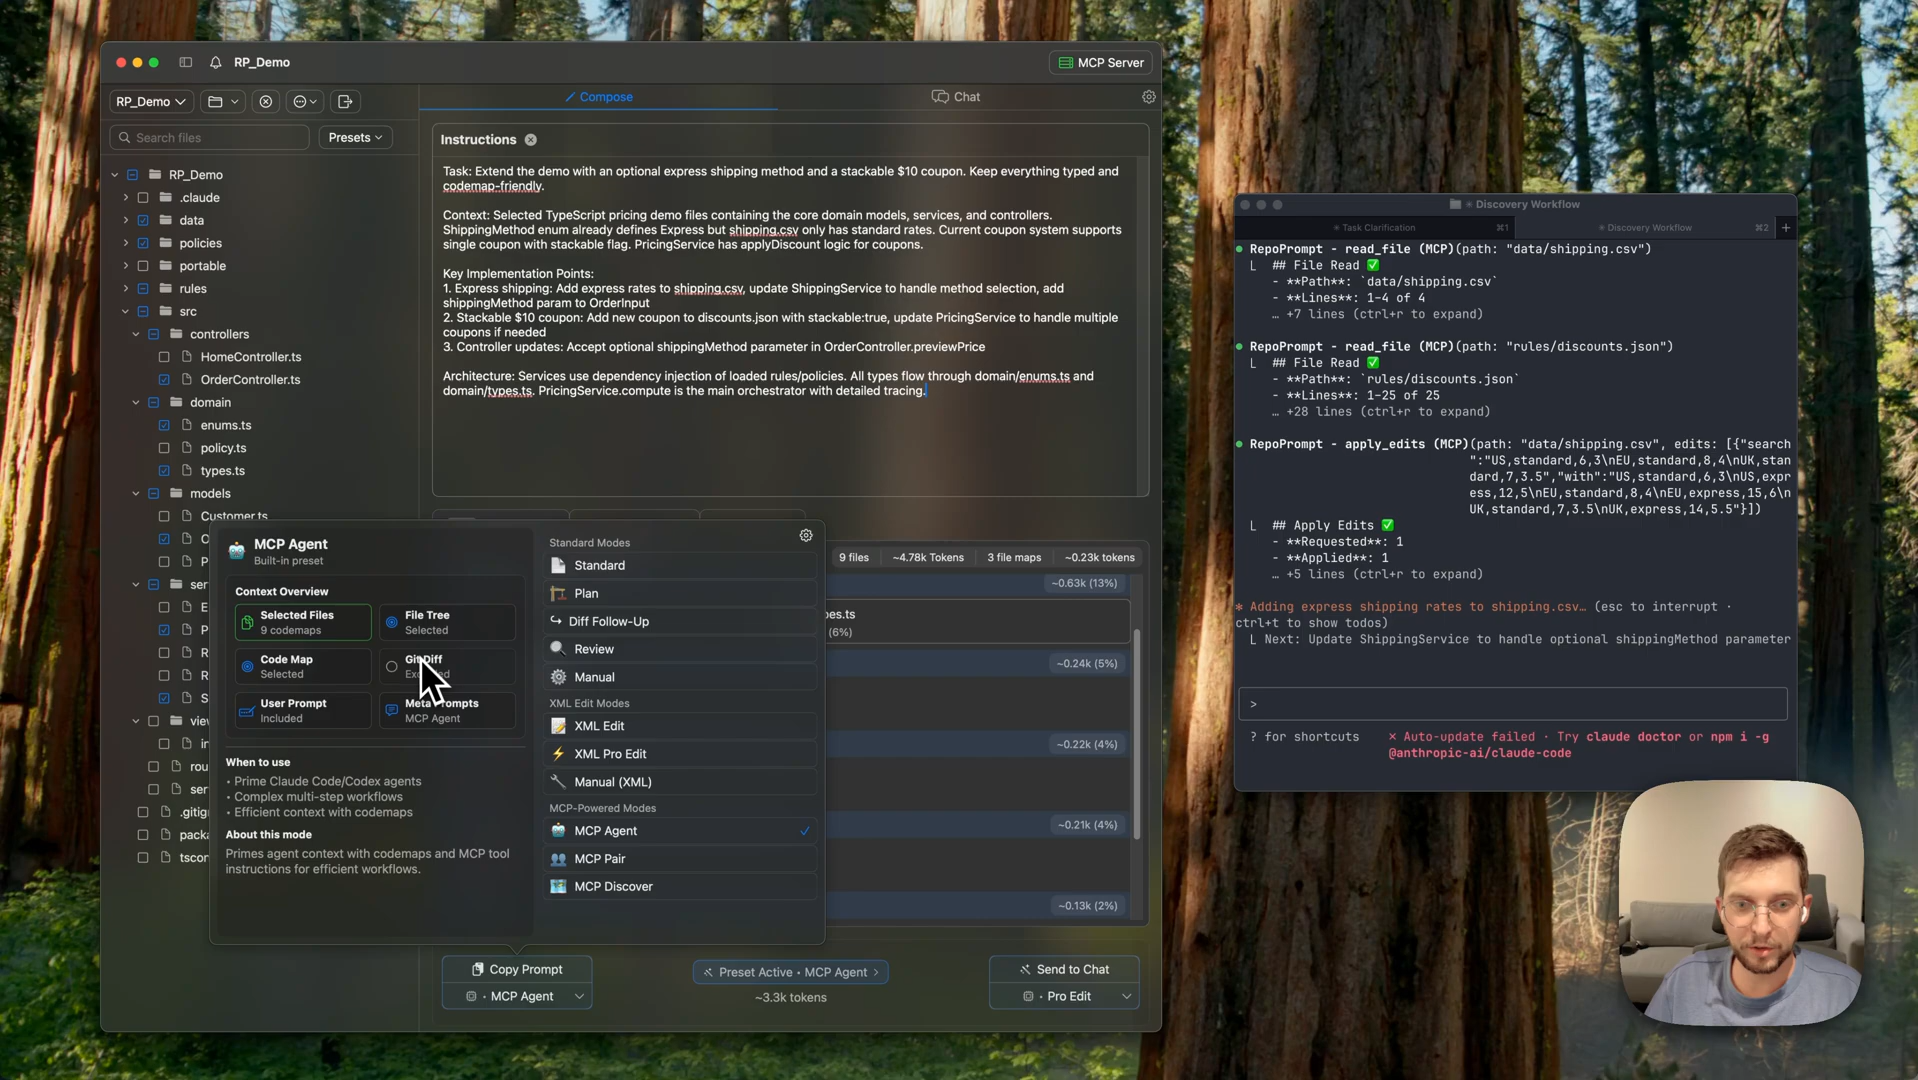 RP_Demo
MCP Server
RP_Demo
Compose
Chat
Search files
Presets
RP_Demo
.claude
data
policies
portable
rules
src
controllers
HomeController.ts
OrderController.ts
domain
enums.ts
policy.ts
types.ts
models
Customer.ts
O
P
ser
E
P
R
R
S
view
in
rou
ser
.gitig
packa
tscon
Instructions
Task: Extend the demo with an optional express shipping method and a stackable $10 coupon. Keep everything typed and
codemap-friendly.
Context: Selected TypeScript pricing demo files containing the core domain models, services, and controllers.
ShippingMethod enum already defines Express but shipping.csv only has standard rates. Current coupon system supports
single coupon with stackable flag. PricingService has applyDiscount logic for coupons.
Key Implementation Points:
1. Express shipping: Add express rates to shipping.csv, update ShippingService to handle method selection, add
shippingMethod param to OrderInput
2. Stackable $10 coupon: Add new coupon to discounts.json with stackable:true, update PricingService to handle multiple
coupons if needed
3. Controller updates: Accept optional shippingMethod parameter in OrderController.previewPrice
Architecture: Services use dependency injection of loaded rules/policies. All types flow through domain/enums.ts and
domain/types.ts. PricingService.compute is the main orchestrator with detailed tracing.
MCP Agent
Built-in preset
Context Overview
Selected Files
9 codemaps
File Tree
Selected
Code Map
Selected
Git Diff
User Prompt
Included
Meta Prompts
MCP Agent
When to use
• Prime Claude Code/Codex agents
• Complex multi-step workflows
• Efficient context with codemaps
About this mode
Primes agent context with codemaps and MCP tool
instructions for efficient workflows.
Standard Modes
Standard
Plan
Diff Follow-Up
Review
Manual
XML Edit Modes
XML Edit
XML Pro Edit
Manual (XML)
MCP-Powered Modes
MCP Agent
MCP Pair
MCP Discover
9 files ~4.78k Tokens 3 file maps ~0.23k tokens
~0.63k (13%)
pes.ts
(6%)
~0.24k (5%)
~0.22k (4%)
~0.21k (4%)
~0.13k (2%)
Copy Prompt
• MCP Agent
Preset Active • MCP Agent >
~3.3k tokens
Send to Chat
• Pro Edit
Discovery Workflow
Task Clarification ⌘1
Discovery Workflow ⌘2 +
RepoPrompt - read_file (MCP)(path: "data/shipping.csv")
## File Read ✅
- **Path**: `data/shipping.csv`
- **Lines**: 1-4 of 4
… +7 lines (ctrl+r to expand)
RepoPrompt - read_file (MCP)(path: "rules/discounts.json")
## File Read ✅
- **Path**: `rules/discounts.json`
- **Lines**: 1-25 of 25
… +28 lines (ctrl+r to expand)
RepoPrompt - apply_edits (MCP)(path: "data/shipping.csv", edits: [{"search
":"US,standard,6,3\nEU,standard,8,4\nUK,stan
dard,7,3.5","with":"US,standard,6,3\nUS,expr
ess,12,5\nEU,standard,8,4\nEU,express,15,6\n
UK,standard,7,3.5\nUK,express,14,5.5"}])
## Apply Edits ✅
- **Requested**: 1
- **Applied**: 1
… +5 lines (ctrl+r to expand)
* Adding express shipping rates to shipping.csv… (esc to interrupt ·
ctrl+t to show todos)
Next: Update ShippingService to handle optional shippingMethod parameter
>
? for shortcuts
× Auto-update failed · Try claude doctor or npm i -g
@anthropic-ai/claude-code